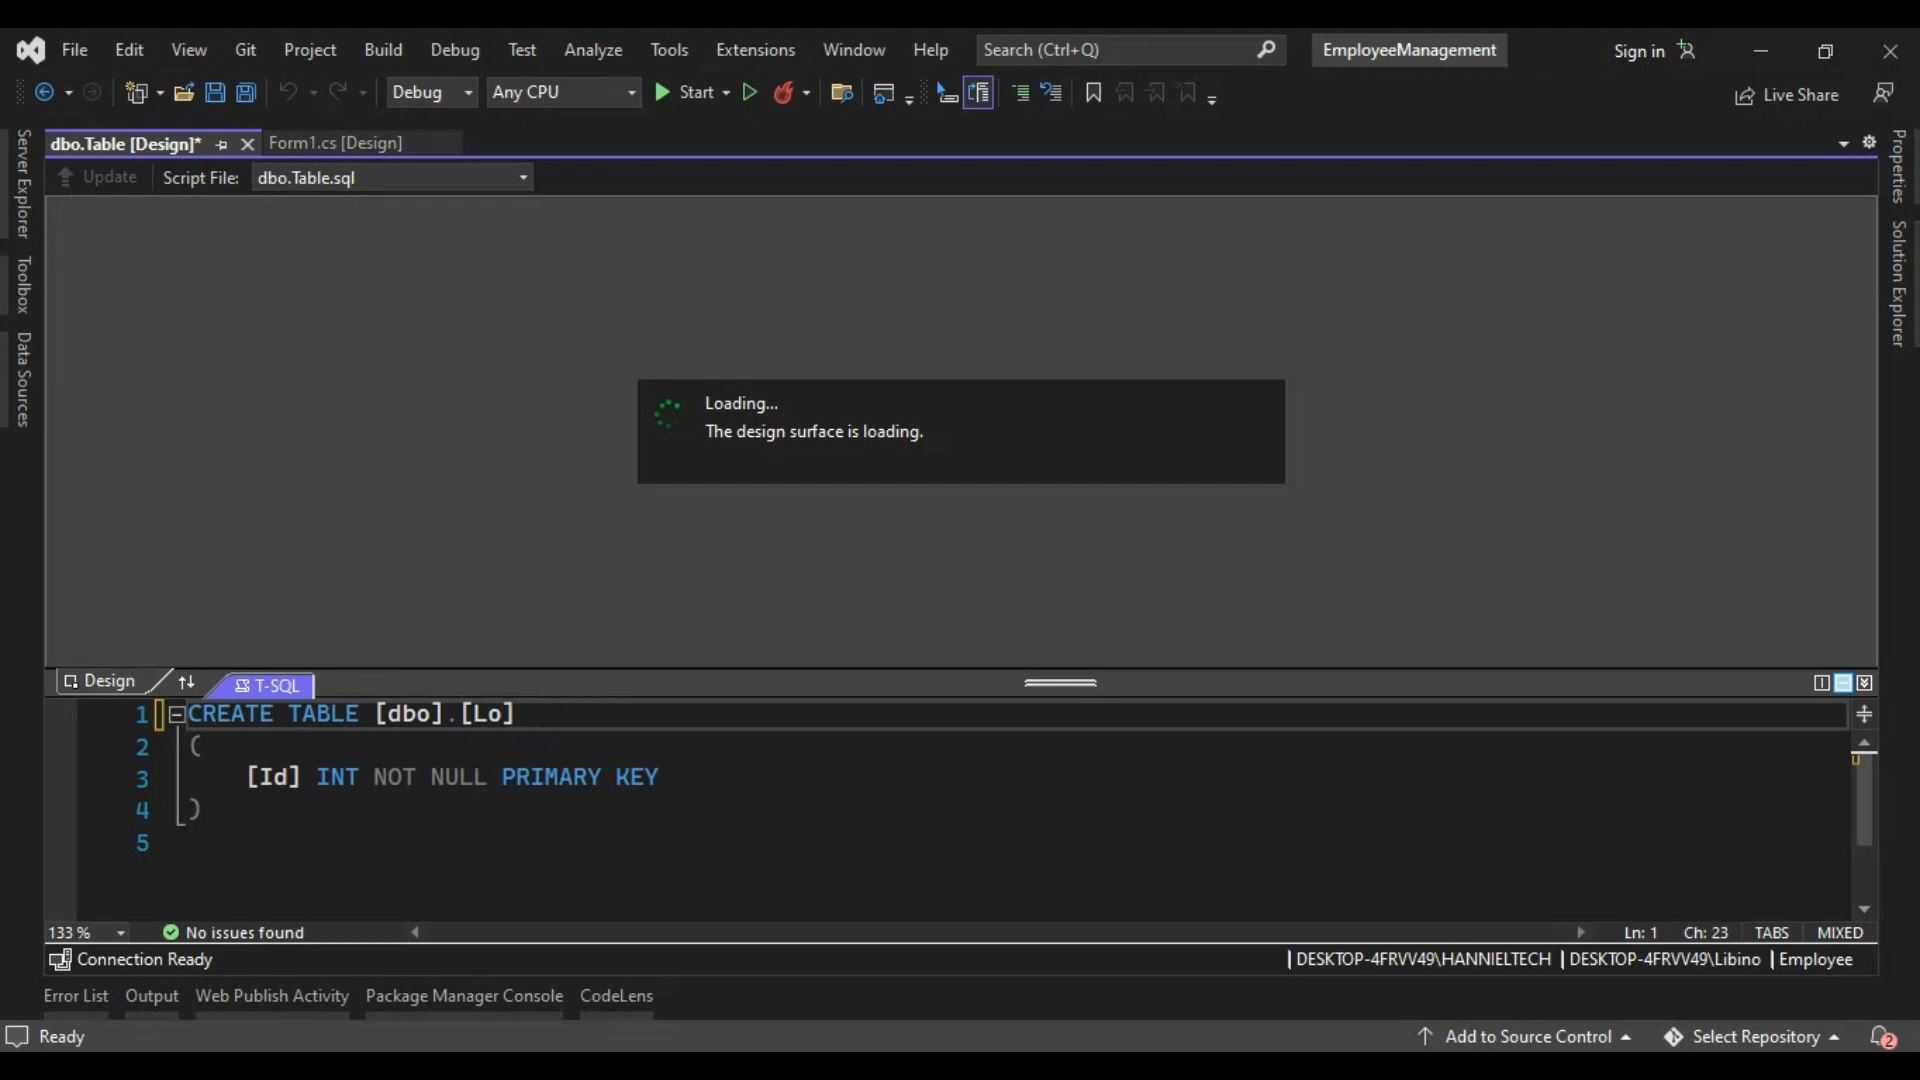 File Edit View Git Project Build Debug Test Analyze Tools Extensions Window Help Search (Ctrl+Q) EmployeeManagement Sign in
Debug Any CPU Start Live Share
dbo.Table [Design]* Form1.cs [Design]
Update Script File: dbo.Table.sql
Server Explorer
Toolbox
Data Sources
Properties
Solution Explorer
Loading...
The design surface is loading.
Design T-SQL
1 CREATE TABLE [dbo].[Lo]
2 (
3 [Id] INT NOT NULL PRIMARY KEY
4 )
5
133 % No issues found Ln: 1 Ch: 23 TABS MIXED
Connection Ready | DESKTOP-4FRVV49\HANNIELTECH | DESKTOP-4FRVV49\Libino | Employee
Error List Output Web Publish Activity Package Manager Console CodeLens
Ready Add to Source Control Select Repository 2